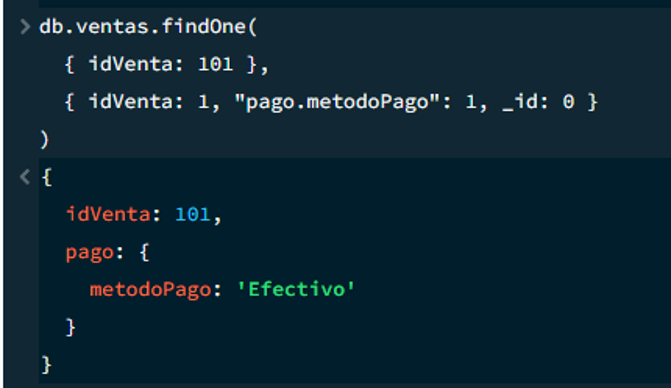 > db.ventas.findOne(
{ idVenta: 101 },
{ idVenta: 1, "pago.metodoPago": 1, _id: 0 }
)
< {
idVenta: 101,
pago: {
metodoPago: 'Efectivo'
}
}